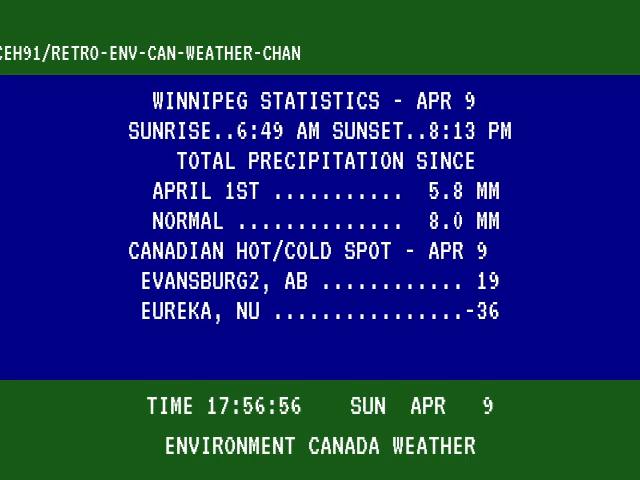 CEH91/RETRO-ENV-CAN-WEATHER-CHAN
WINNIPEG STATISTICS - APR 9
SUNRISE..6:49 AM SUNSET..8:13 PM
TOTAL PRECIPITATION SINCE
APRIL 1ST ........... 5.8 MM
NORMAL .............. 8.0 MM
CANADIAN HOT/COLD SPOT - APR 9
EVANSBURG2, AB ............ 19
EUREKA, NU ................-36
TIME 17:56:56 SUN APR 9
ENVIRONMENT CANADA WEATHER